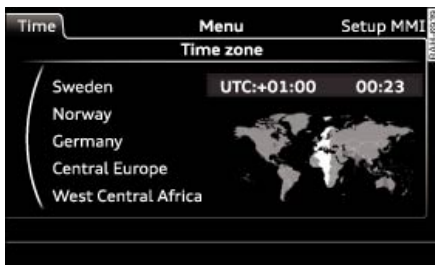 Time Menu Setup MMI
Time zone
Sweden UTC:+01:00 00:23
Norway
Germany
Central Europe
West Central Africa